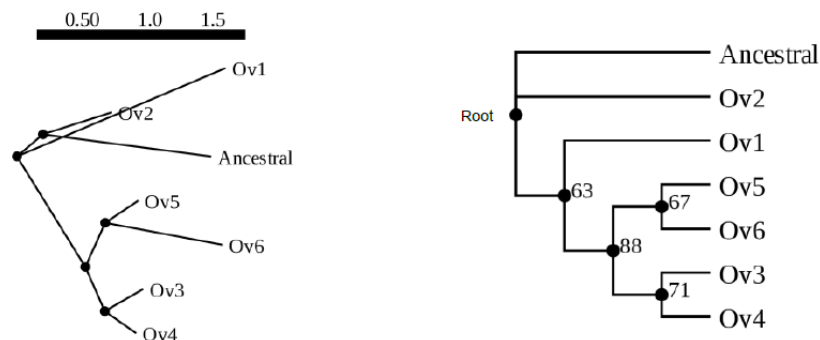 0.50 1.0 1.5
Ov1
Ov2
Ancestral
Ov5
Ov6
Ov3
Ov4
Ancestral
Ov2
Root
Ov1
63
Ov5
67
Ov6
88
Ov3
71
Ov4